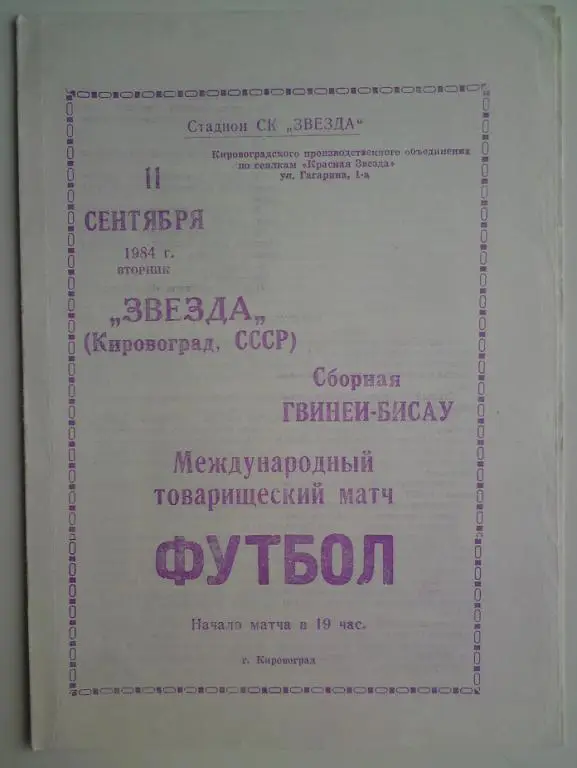 Стадион СК „ЗВЕЗДА“
Кировоградского производственного объединения
по сеялкам «Красная Звезда»
ул. Гагарина, 1-а
11
СЕНТЯБРЯ
1984 г.
ВТОРНИК
„ЗВЕЗДА„
(Кировоград, СССР)
Сборная
ГВИНЕИ-БИСАУ
Международный
товарищеский матч
ФУТБОЛ
Начало матча в 19 час.
г. Кировоград